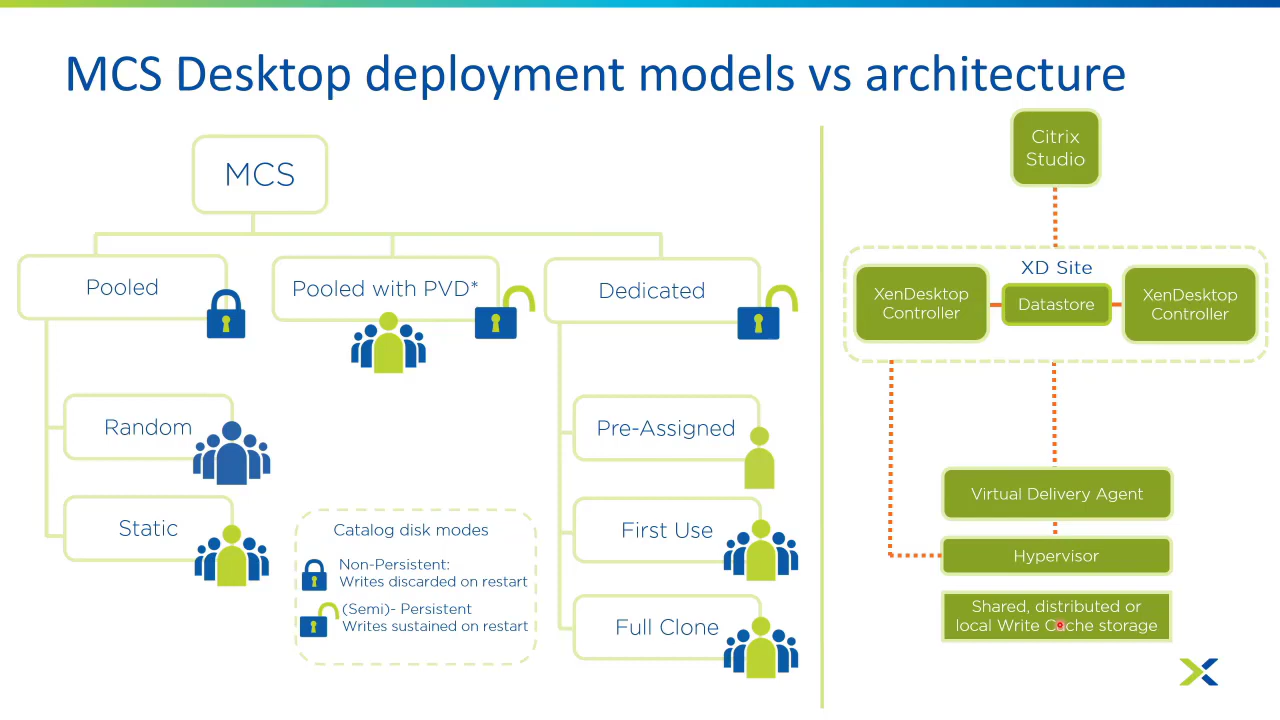 MCS Desktop deployment models vs architecture
MCS
Pooled
Pooled with PVD*
Dedicated
Random
Static
Pre-Assigned
First Use
Full Clone
Catalog disk modes
Non-Persistent:
Writes discarded on restart
(Semi)- Persistent
Writes sustained on restart
Citrix
Studio
XD Site
XenDesktop
Controller
Datastore
XenDesktop
Controller
Virtual Delivery Agent
Hypervisor
Shared, distributed or
local Write Cache storage